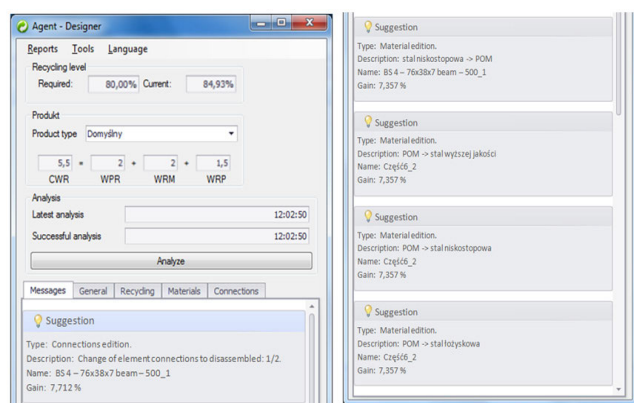 Agent - Designer
Reports Tools Language
Recycling level
Required: 80,00% Current: 84,93%
Produkt
Product type Domyślny
5,5 = 2 + 2 + 1,5
CWR WPR WRM WRP
Analysis
Latest analysis 12:02:50
Successful analysis 12:02:50
Analyze
Messages General Recycling Materials Connections
Suggestion
Type: Connections edition.
Description: Change of element connections to disassembled: 1/2.
Name: BS 4 – 76x38x7 beam – 500_1
Gain: 7,712 %
Suggestion
Type: Material edition.
Description: stal niskostopowa -> POM
Name: BS 4 – 76x38x7 beam – 500_1
Gain: 7,357 %
Suggestion
Type: Material edition.
Description: POM -> stal wyższej jakości
Name: Część6_2
Gain: 7,357 %
Suggestion
Type: Material edition.
Description: POM -> stal niskostopowa
Name: Część6_2
Gain: 7,357 %
Suggestion
Type: Material edition.
Description: POM -> stal łożyskowa
Name: Część6_2
Gain: 7,357 %